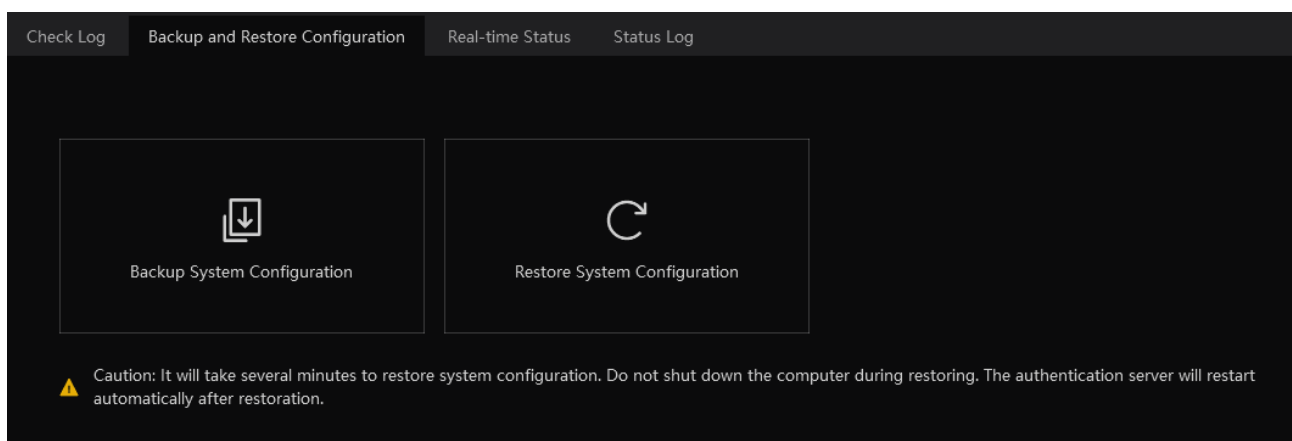 Check Log Backup and Restore Configuration Real-time Status Status Log
Backup System Configuration Restore System Configuration
Caution: It will take several minutes to restore system configuration. Do not shut down the computer during restoring. The authentication server will restart
automatically after restoration.